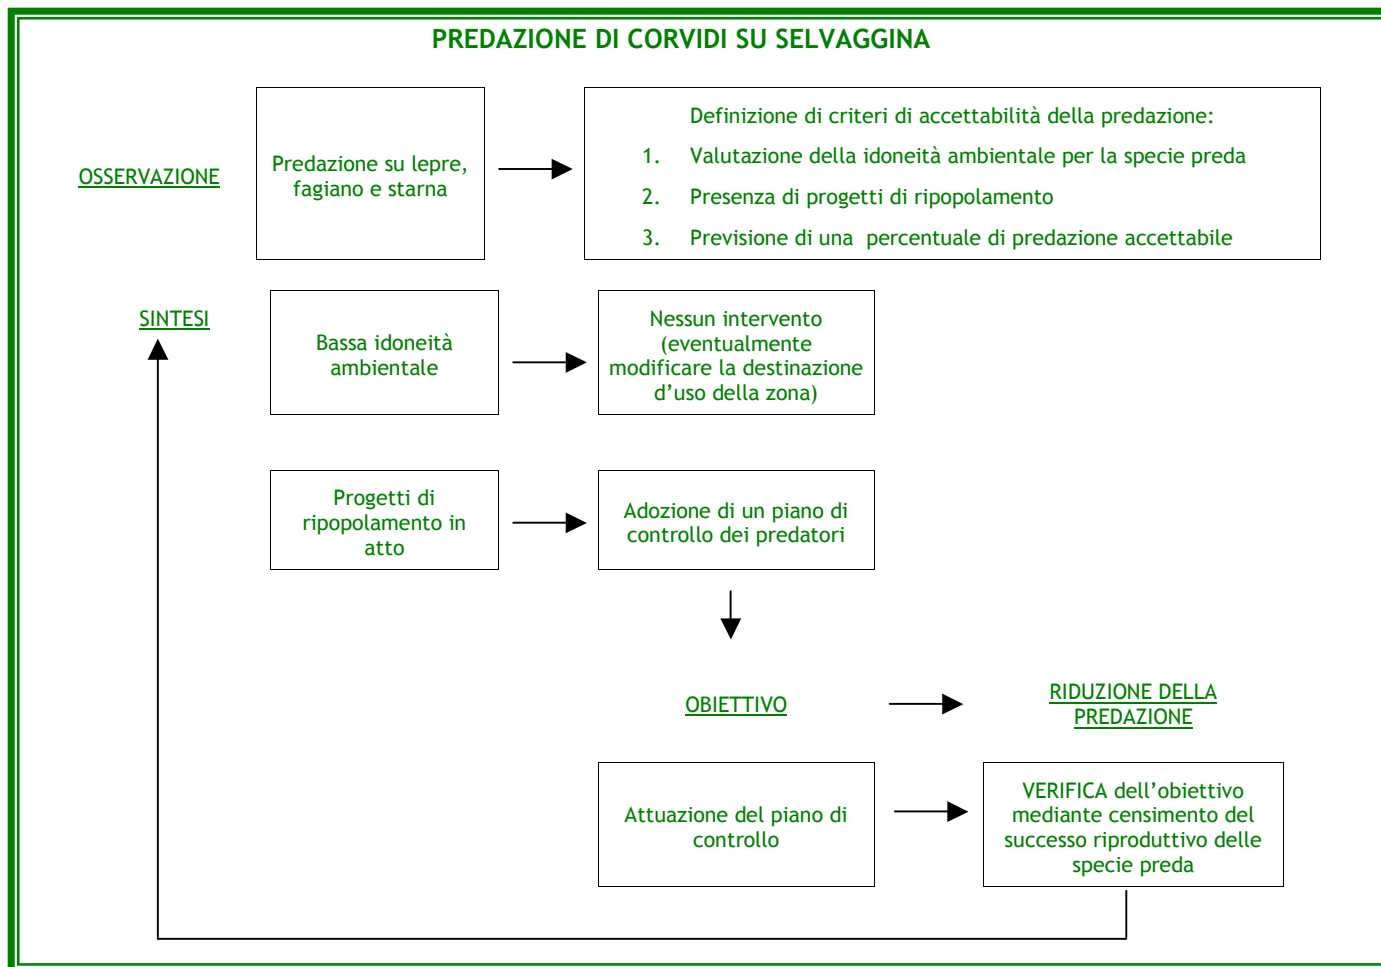 PREDAZIONE DI CORVIDI SU SELVAGGINA
OSSERVAZIONE
Predazione su lepre,
fagiano e starna
Definizione di criteri di accettabilità della predazione:
1. Valutazione della idoneità ambientale per la specie preda
2. Presenza di progetti di ripopolamento
3. Previsione di una percentuale di predazione accettabile
SINTESI
Bassa idoneità
ambientale
Nessun intervento
(eventualmente
modificare la destinazione
d’uso della zona)
Progetti di
ripopolamento in
atto
Adozione di un piano di
controllo dei predatori
OBIETTIVO
RIDUZIONE DELLA
PREDAZIONE
Attuazione del piano di
controllo
VERIFICA dell’obiettivo
mediante censimento del
successo riproduttivo delle
specie preda